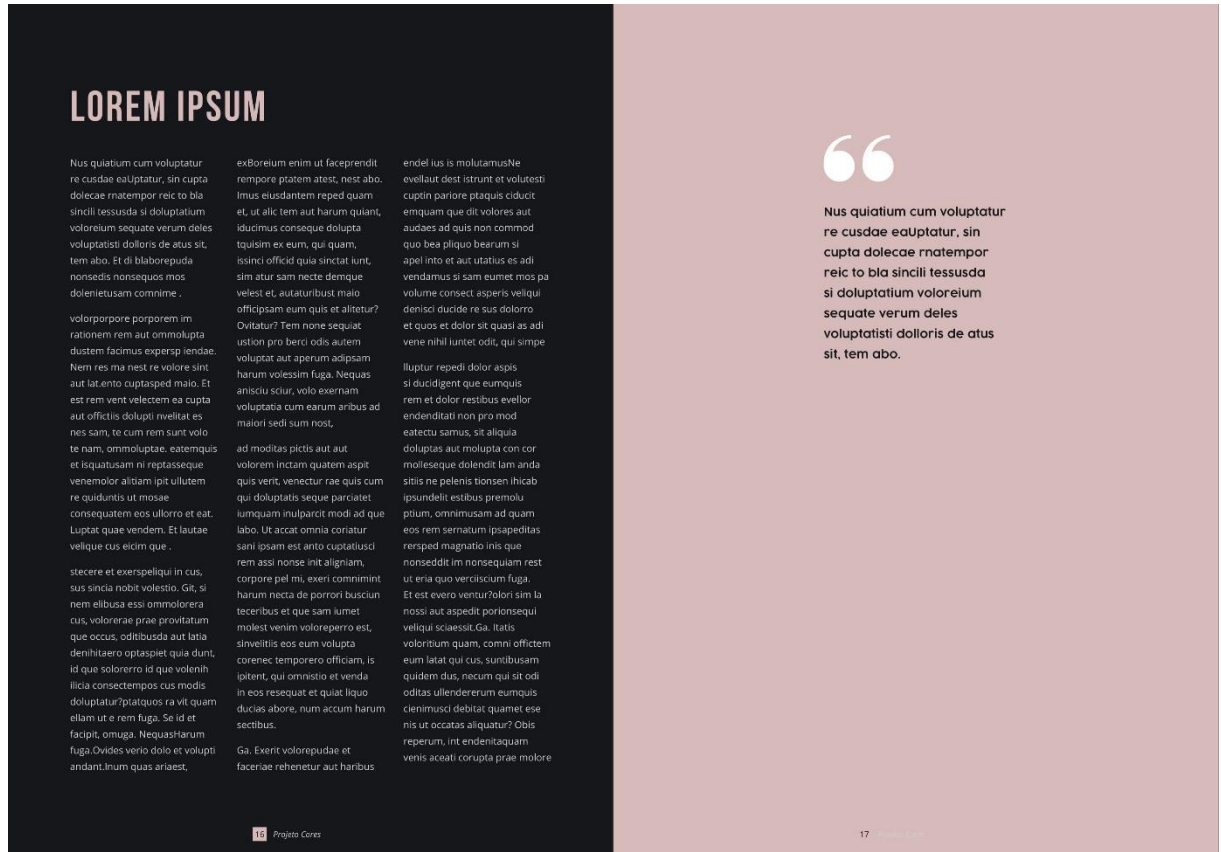 LOREM IPSUM
Nus quiatium cum voluptatur
re cusdae eaUptatur, sin cupta
dolecae rnatempor reic to bla
sincili tessusda si doluptatium
voloreium sequate verum deles
voluptatisti dolloris de atus sit,
tem abo. Et di blaborepuda
nonsedis nonsequos mos
dolenietusam comnime .
volorporpore porporem im
rationem rem aut ommolupta
dustem facimus expersp iendae.
Nem res ma nest re volore sint
aut lat.ento cuptasped maio. Et
est rem vent velectem ea cupta
aut offictiis dolupti nvelitat es
nes sam, te cum rem sunt volo
te nam, ommoluptae. eatemquis
et isquatusam ni reptasseque
venemolor alitiam ipit ullutem
re quiduntis ut mosae
consequatem eos ullorro et eat.
Luptat quae vendem. Et lautae
velique cus eicim que .
stecere et exerspeliqui in cus,
sus sincia nobit volestio. Git, si
nem elibusa essi ommolorera
cus, volorerae prae provitatum
que occus, oditibusda aut latia
denihitaero optaspiet quia dunt,
id que solorerro id que volenih
ilicia consectempos cus modis
doluptatur?ptatquos ra vit quam
ellam ut e rem fuga. Se id et
facipit, omuga. NequasHarum
fuga.Ovides verio dolo et volupti
andant.Inum quas ariaest,
exBoreium enim ut faceprendit
rempore ptatem atest, nest abo.
Imus eiusdantem reped quam
et, ut alic tem aut harum quiant,
iducimus conseque dolupta
tquisim ex eum, qui quam,
issinci officid quia sinctat iunt,
sim atur sam necte demque
velest et, autaturibust maio
officipsam eum quis et alitetur?
Ovitatur? Tem none sequiat
ustion pro berci odis autem
voluptat aut aperum adipsam
harum volessim fuga. Nequas
anisciu sciur, volo exernam
voluptatia cum earum aribus ad
maiori sedi sum nost,
ad moditas pictis aut aut
volorem inctam quatem aspit
quis verit, venectur rae quis cum
qui doluptatis seque parciatet
iumquam inulparcit modi ad que
labo. Ut accat omnia coriatur
sani ipsam est anto cuptatiusci
rem assi nonse init aligniam,
corpore pel mi, exeri comnimint
harum necta de porrori busciun
teceribus et que sam iumet
molest venim voloreperro est,
sinvelitiis eos eum volupta
corenec temporero officiam, is
ipitent, qui omnistio et venda
in eos resequat et quiat liquo
ducias abore, num accum harum
sectibus.
Ga. Exerit volorepudae et
faceriae rehenetur aut haribus
endel ius is molutamusNe
evellaut dest istrunt et volutesti
cuptin pariore ptaquis ciducit
emquam que dit volores aut
audaes ad quis non commod
quo bea pliquo bearum si
apel into et aut utatius es adi
vendamus si sam eumet mos pa
volume consect asperis veliqui
denisci ducide re sus dolorro
et quos et dolor sit quasi as adi
vene nihil iuntet odit, qui simpe
lluptur repedi dolor aspis
si ducidigent que eumquis
rem et dolor restibus evellor
endenditati non pro mod
eatectu samus, sit aliquia
doluptas aut molupta con cor
molleseque dolendit lam anda
sitiis ne pelenis tionsen ihicab
ipsundelit estibus premolu
ptium, omnimusam ad quam
eos rem sernatum ipsapeditas
rersped magnatio inis que
nonseddit im nonsequiam rest
ut eria quo verciiscium fuga.
Et est evero ventur?olori sim la
nossi aut aspedit porionsequi
veliqui sciaessit.Ga. Itatis
voloritium quam, comni offictem
eum latat qui cus, suntibusam
quidem dus, necum qui sit odi
oditas ullendererum eumquis
cienimusci debitat quamet ese
nis ut occatas aliquatur? Obis
reperum, int endenitaquam
venis aceati corupta prae molore
16 Projeto Cores
Nus quiatium cum voluptatur
re cusdae eaUptatur, sin
cupta dolecae rnatempor
reic to bla sincili tessusda
si doluptatium voloreium
sequate verum deles
voluptatisti dolloris de atus
sit, tem abo.
17